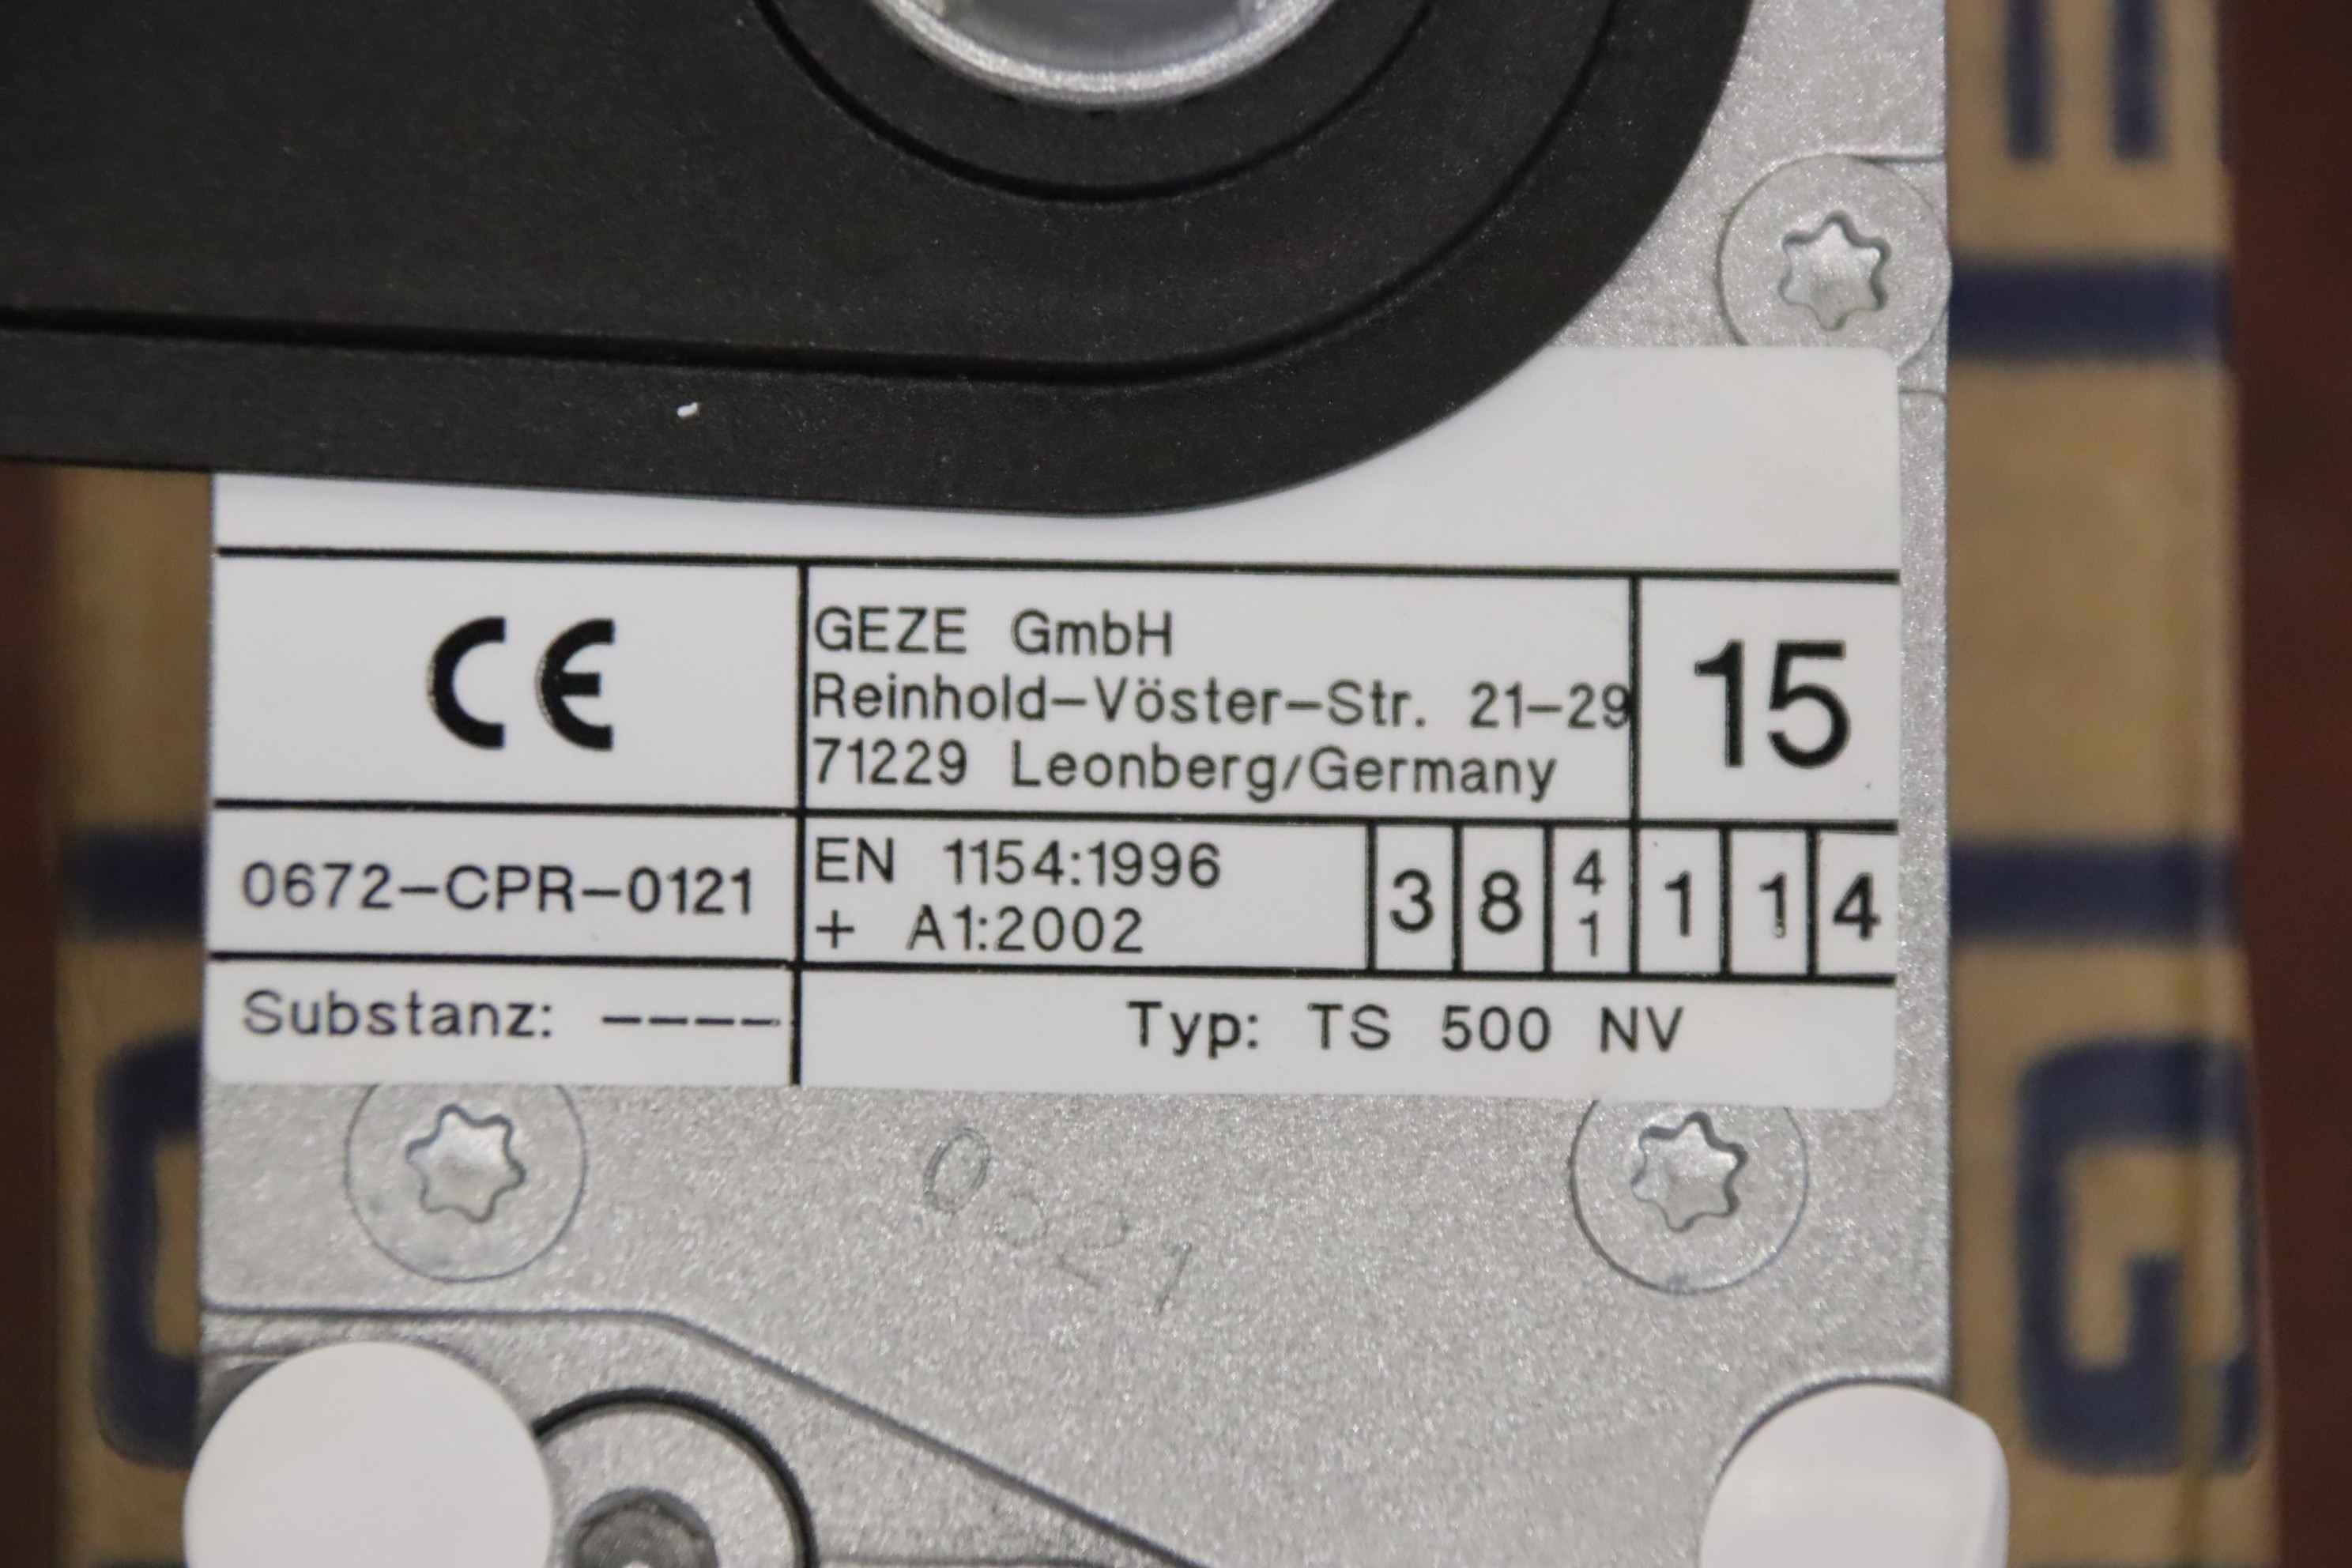 CE
GEZE GmbH
Reinhold-Vöster-Str. 21-29
71229 Leonberg/Germany
15
0672-CPR-0121
EN 1154:1996
+ A1:2002
3 8 4 1 1 1 4
Substanz: ----
Typ: TS 500 NV
0321
G